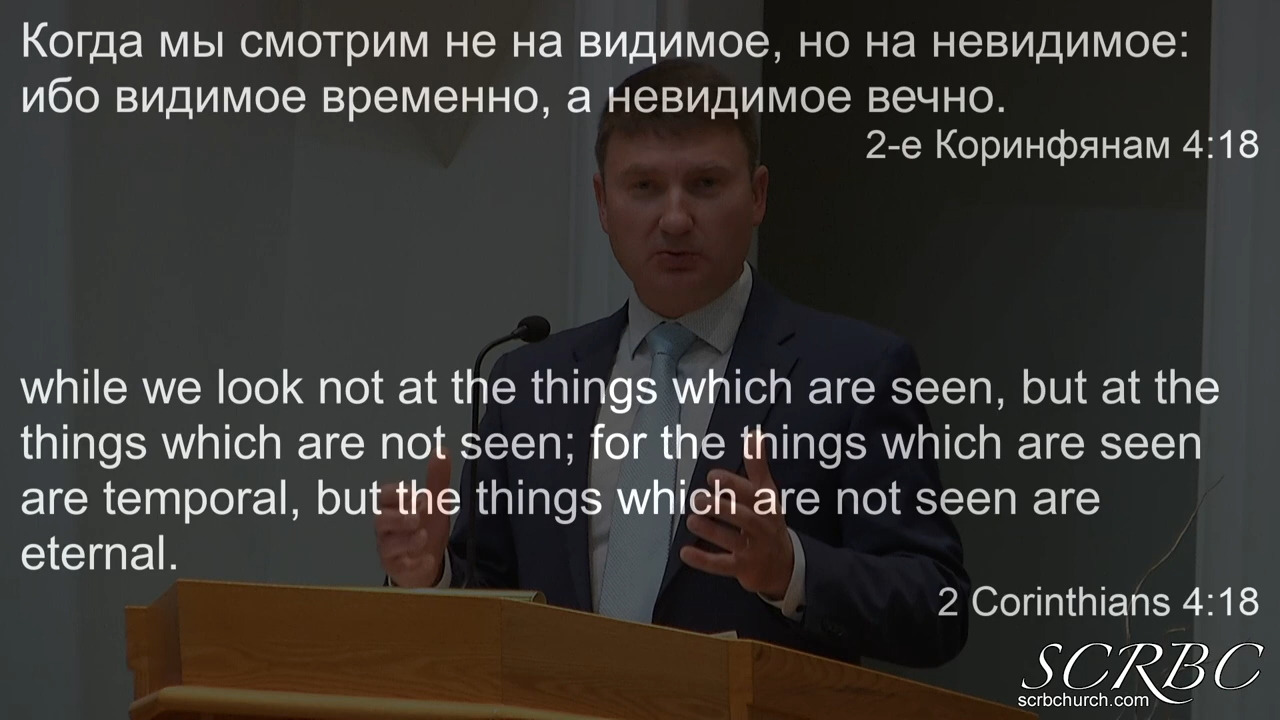 Когда мы смотрим не на видимое, но на невидимое:
ибо видимое временно, а невидимое вечно.
2-е Коринфянам 4:18
while we look not at the things which are seen, but at the
things which are not seen; for the things which are seen
are temporal, but the things which are not seen are
eternal.
2 Corinthians 4:18
SCRBC
scrbchurch.com